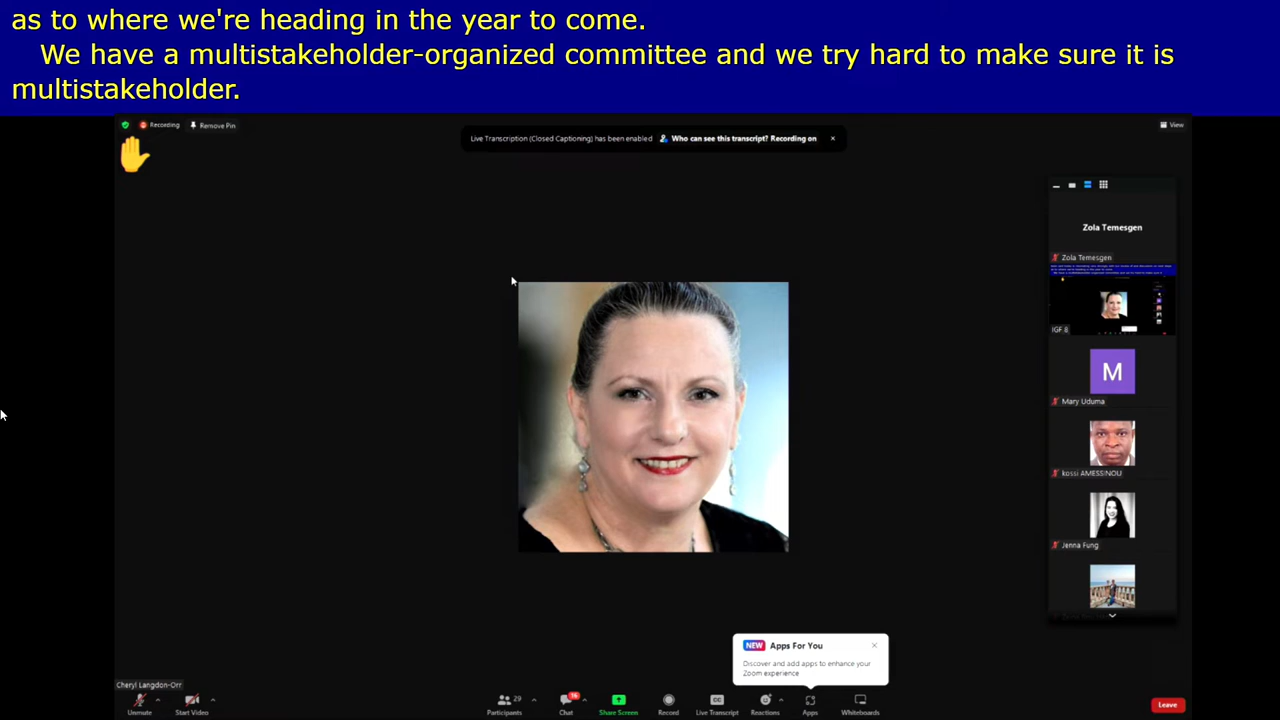 as to where we're heading in the year to come.
We have a multistakeholder-organized committee and we try hard to make sure it is
multistakeholder.
Recording
Remove Pin
Live Transcription (Closed Captioning) has been enabled
Who can see this transcript? Recording on
View
Zola Temesgen
Zola Temesgen
IGF 8
M
Mary Uduma
kossi AMESSINOU
Jenna Fung
NEW Apps For You
Discover and add apps to enhance your
Zoom experience
Cheryl Langdon-Orr
Unmute
Start Video
29
Participants
Chat
Share Screen
Record
CC
Live Transcript
Reactions
Apps
Whiteboards
Leave